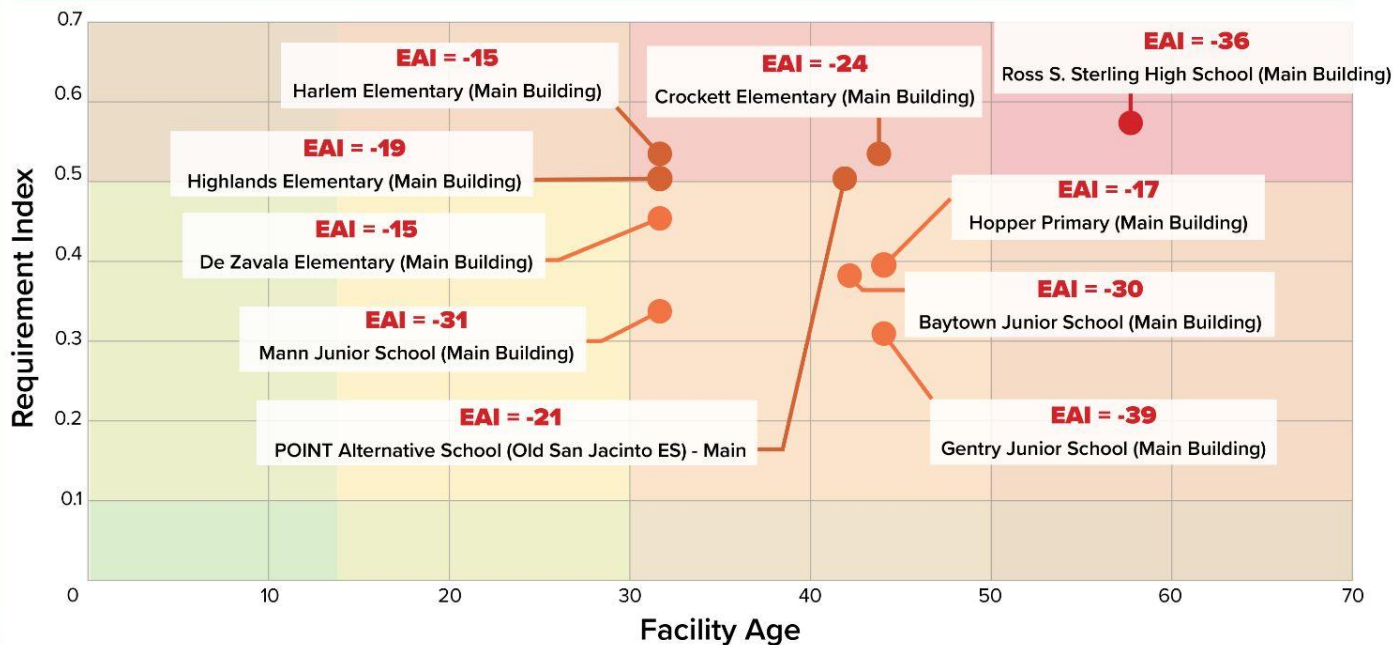 0.7
0.6
0.5
0.4
0.3
0.2
0.1
0
Requirement Index
EAI = -15
Harlem Elementary (Main Building)
EAI = -24
Crockett Elementary (Main Building)
EAI = -36
Ross S. Sterling High School (Main Building)
EAI = -19
Highlands Elementary (Main Building)
EAI = -17
Hopper Primary (Main Building)
EAI = -15
De Zavala Elementary (Main Building)
EAI = -30
Baytown Junior School (Main Building)
EAI = -31
Mann Junior School (Main Building)
EAI = -21
POINT Alternative School (Old San Jacinto ES) - Main
EAI = -39
Gentry Junior School (Main Building)
10
20
30
40
50
60
70
Facility Age